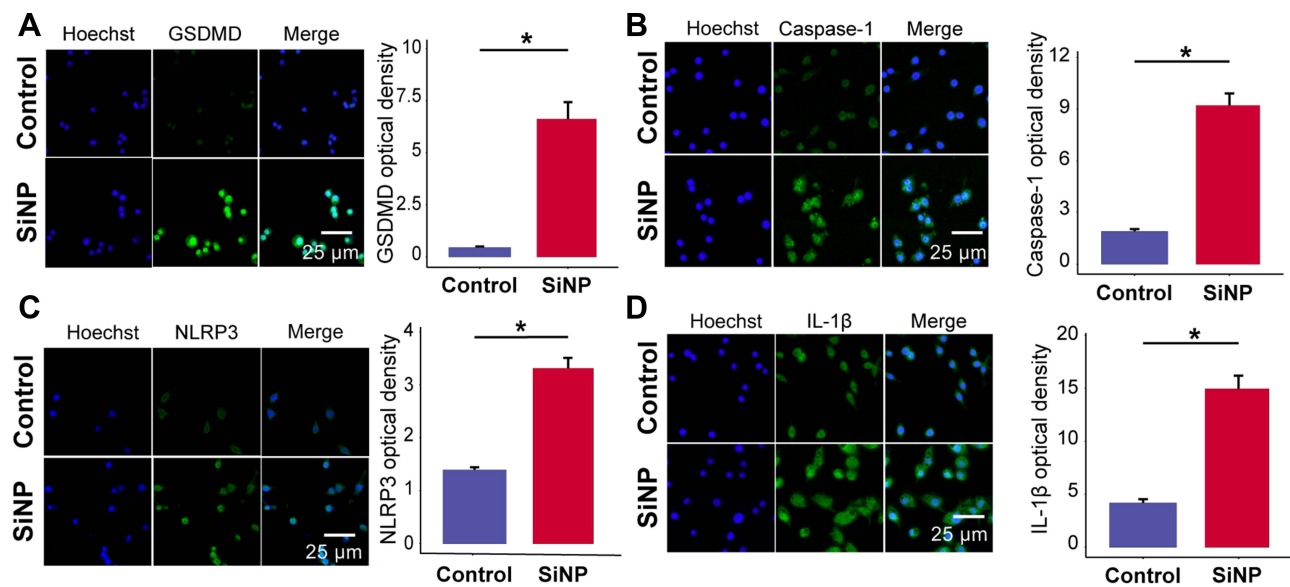 A
Hoechst GSDMD Merge
Control
SiNP
25 µm
GSDMD optical density
10
7.5
5
2.5
0
*
Control SiNP
B
Hoechst Caspase-1 Merge
Control
SiNP
25 µm
Caspase-1 optical density
12
9
6
3
0
*
Control SiNP
C
Hoechst NLRP3 Merge
Control
SiNP
25 µm
NLRP3 optical density
4
3
2
1
0
*
Control SiNP
D
Hoechst IL-1β Merge
Control
SiNP
25 µm
IL-1β optical density
20
15
10
5
0
*
Control SiNP